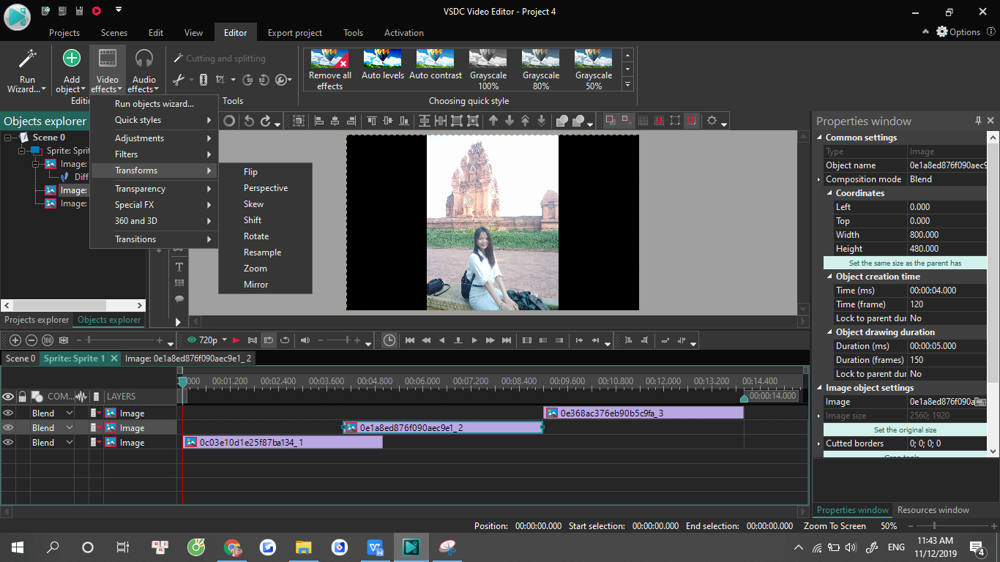 VSDC Video Editor - Project 4
Projects Scenes Edit View Editor Export project Tools Activation Options
Run Wizard...
Add object
Video effects
Audio effects
Cutting and splitting
Remove all effects
Auto levels
Auto contrast
Grayscale 100%
Grayscale 80%
Grayscale 50%
Editi
Tools
Choosing quick style
Run objects wizard...
Quick styles
Adjustments
Filters
Transforms
Transparency
Special FX
360 and 3D
Transitions
Flip
Perspective
Skew
Shift
Rotate
Resample
Zoom
Mirror
Objects explorer
Scene 0
Sprite: Sprit
Image:
Diff
Image:
Image:
Projects explorer Objects explorer
Properties window
Common settings
Type Image
Object name 0e1a8ed876f090aec9
Composition mode Blend
Coordinates
Left 0.000
Top 0.000
Width 800.000
Height 480.000
Set the same size as the parent has
Object creation time
Time (ms) 00:00:04.000
Time (frame) 120
Lock to parent dur No
Object drawing duration
Duration (ms) 00:00:05.000
Duration (frames) 150
Lock to parent dur No
Image object settings
Image 0e1a8ed876f090a
Image size 2560; 1920
Set the original size
Cutted borders 0; 0; 0; 0
Crop tools
Properties window Resources window
720p
Scene 0 Sprite: Sprite 1 Image: 0e1a8ed876f090aec9e1_ 2
000 00:01.200 00:02.400 00:03.600 00:04.800 00:06.000 00:07.200 00:08.400 00:09.600 00:10.800 00:12.000 00:13.200 00:14.400
00:00:14.000
COM... LAYERS
Blend Image 0e368ac376eb90b5c9fa_3
Blend Image 0e1a8ed876f090aec9e1_2
Blend Image 0c03e10d1e25f87ba134_1
Position: 00:00:00.000 Start selection: 00:00:00.000 End selection: 00:00:00.000 Zoom To Screen 50%
ENG
11:43 AM
11/12/2019
4